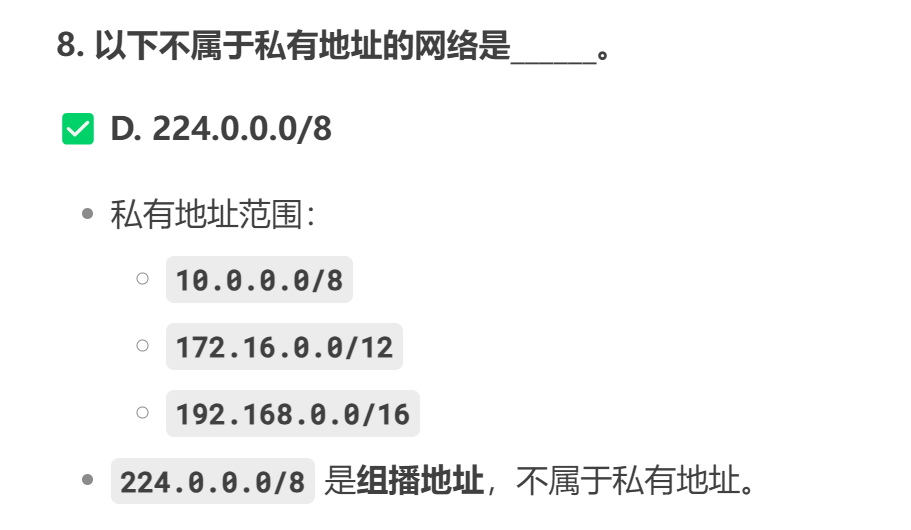 8. 以下不属于私有地址的网络是______。
D. 224.0.0.0/8
私有地址范围：
10.0.0.0/8
172.16.0.0/12
192.168.0.0/16
224.0.0.0/8 是组播地址，不属于私有地址。